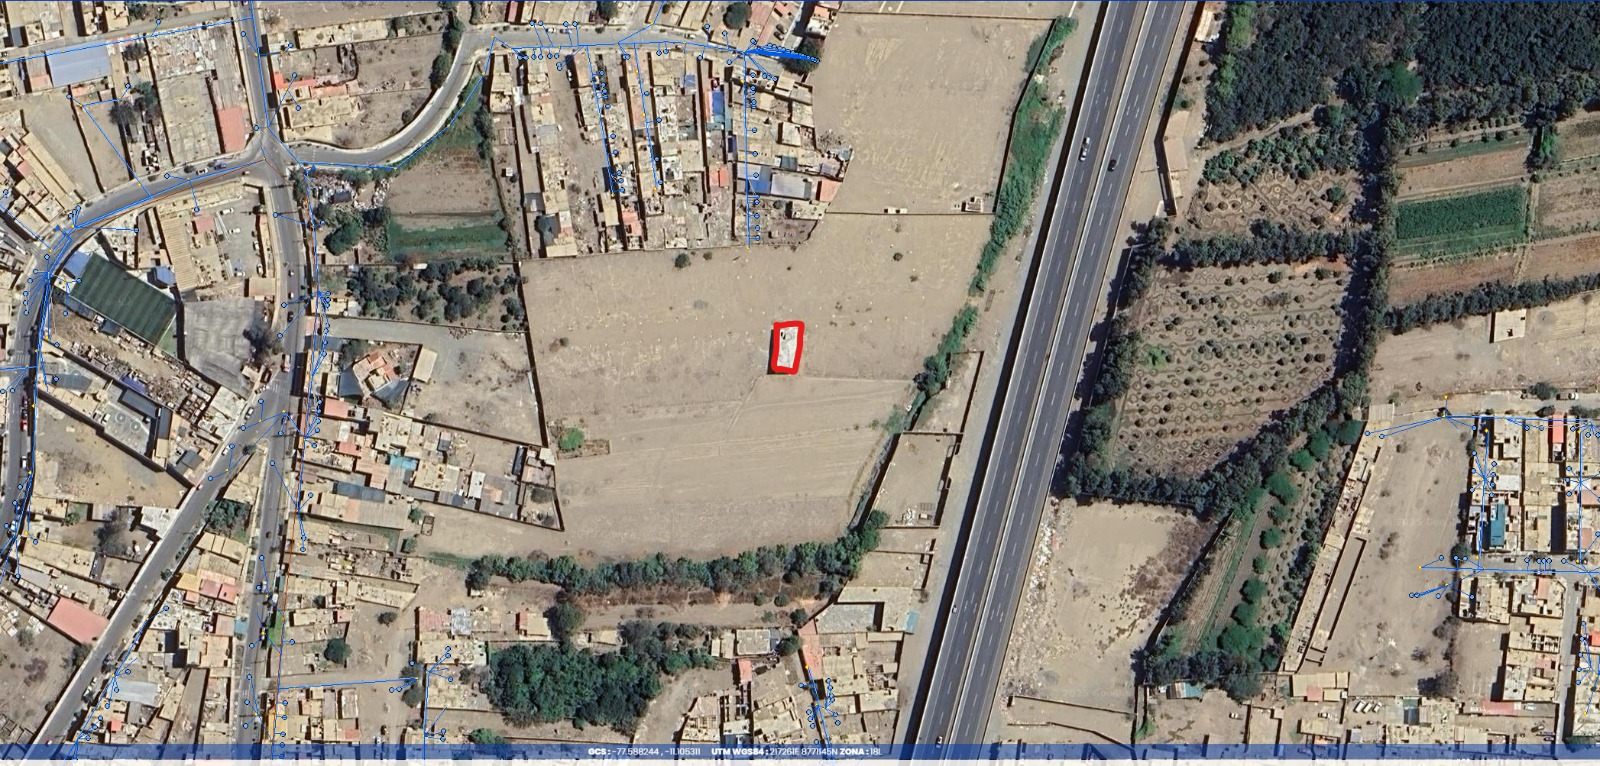 GCS : -77.588244 , -11.105311 UTM WGS84 : 217261E 8771145N ZONA : 18L